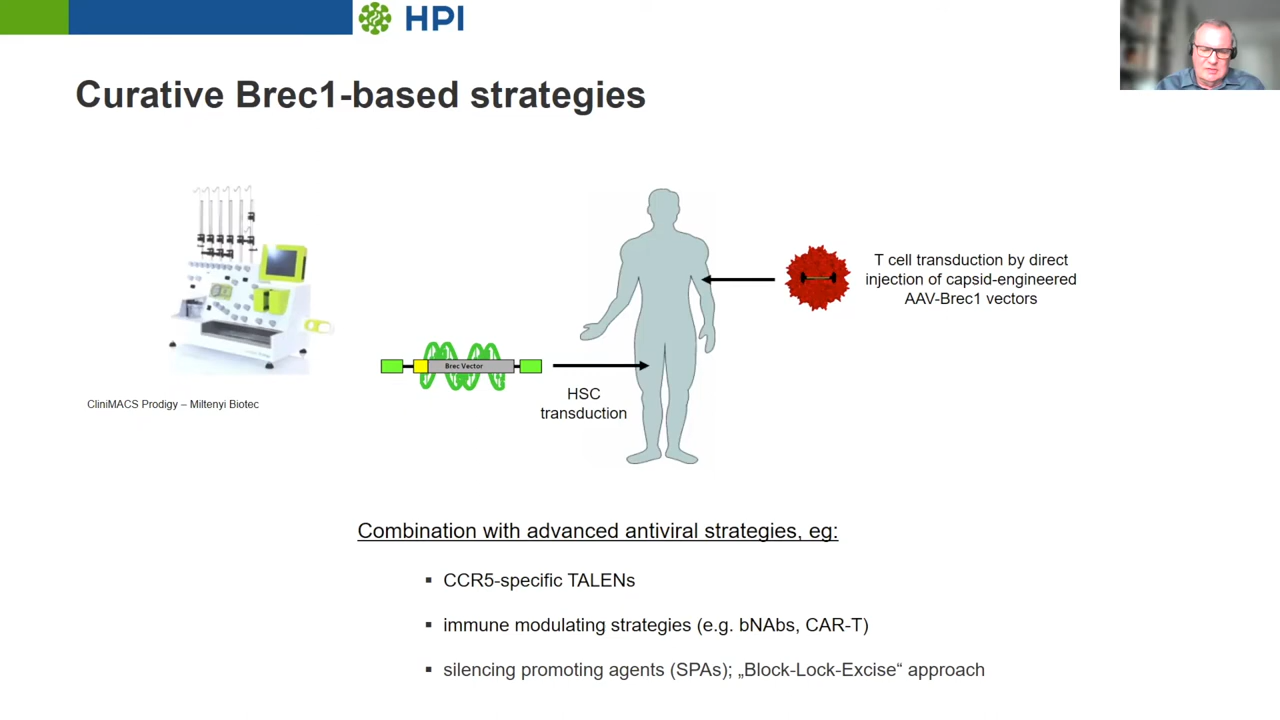 HPI
Curative Brec1-based strategies
T cell transduction by direct
injection of capsid-engineered
AAV-Brec1 vectors
Brec Vector
HSC
transduction
CliniMACS Prodigy – Miltenyi Biotec
Combination with advanced antiviral strategies, eg:
▪ CCR5-specific TALENs
▪ immune modulating strategies (e.g. bNAbs, CAR-T)
▪ silencing promoting agents (SPAs); „Block-Lock-Excise“ approach